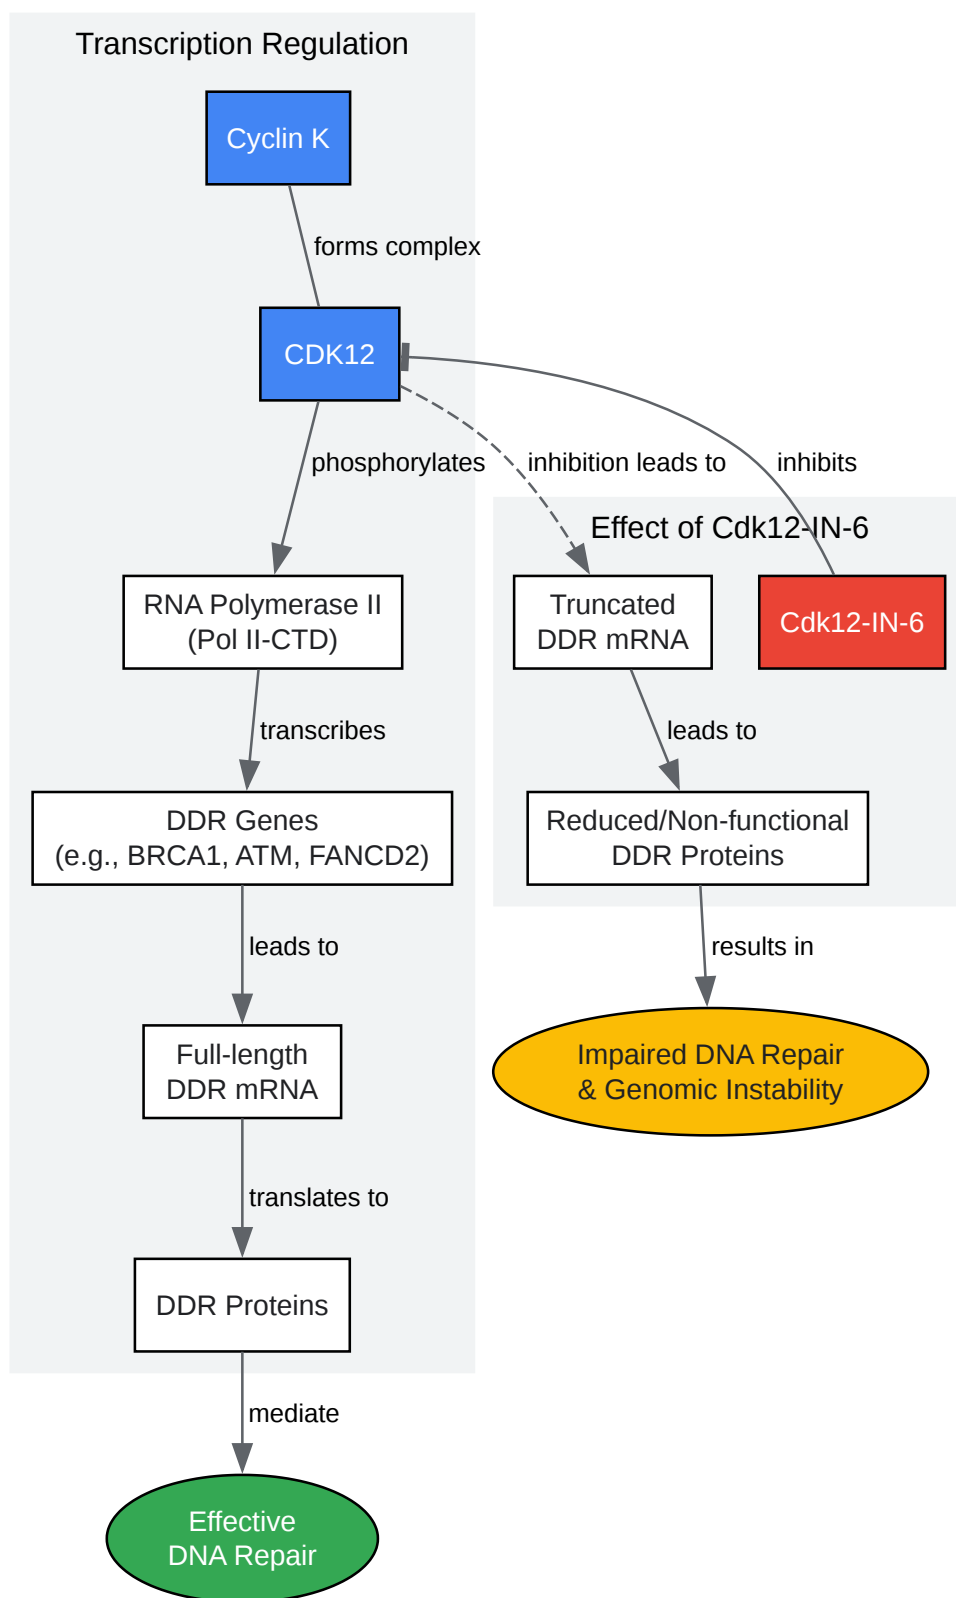 Transcription Regulation
Cyclin K
forms complex
CDK12
phosphorylates
inhibition leads to
inhibits
Effect of Cdk12-IN-6
RNA Polymerase II
(Pol II-CTD)
Truncated
DDR mRNA
Cdk12-IN-6
transcribes
leads to
DDR Genes
(e.g., BRCA1, ATM, FANCD2)
Reduced/Non-functional
DDR Proteins
leads to
results in
Full-length
DDR mRNA
Impaired DNA Repair
& Genomic Instability
translates to
DDR Proteins
mediate
Effective
DNA Repair